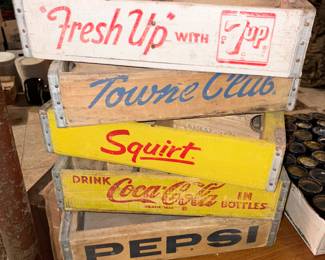 "Fresh Up" WITH 7up
Towne Club
Squirt
DRINK Coca-Cola IN BOTTLES
PEPSI